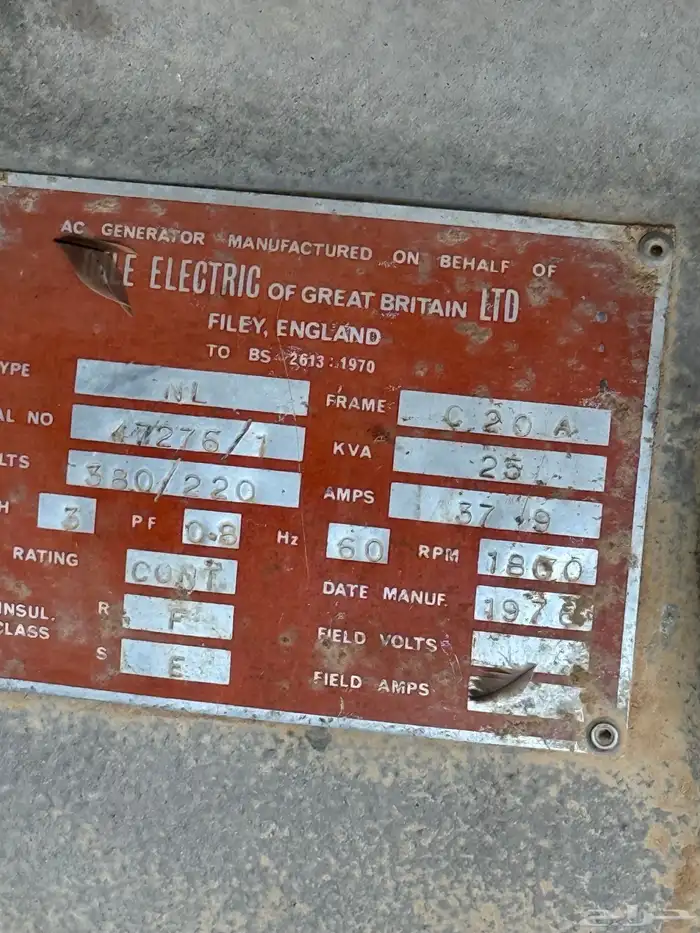 AC GENERATOR MANUFACTURED ON BEHALF OF
ELECTRIC OF GREAT BRITAIN LTD
FILEY, ENGLAND
TO BS 2613:1970
YPE NL FRAME C20A
AL NO 47276/1 KVA 25
LTS 380/220 AMPS 37.9
H 3 PF 0.8 Hz 60 RPM 1800
RATING CONT DATE MANUF.
INSUL. CLASS R F FIELD VOLTS
S E FIELD AMPS
حراج